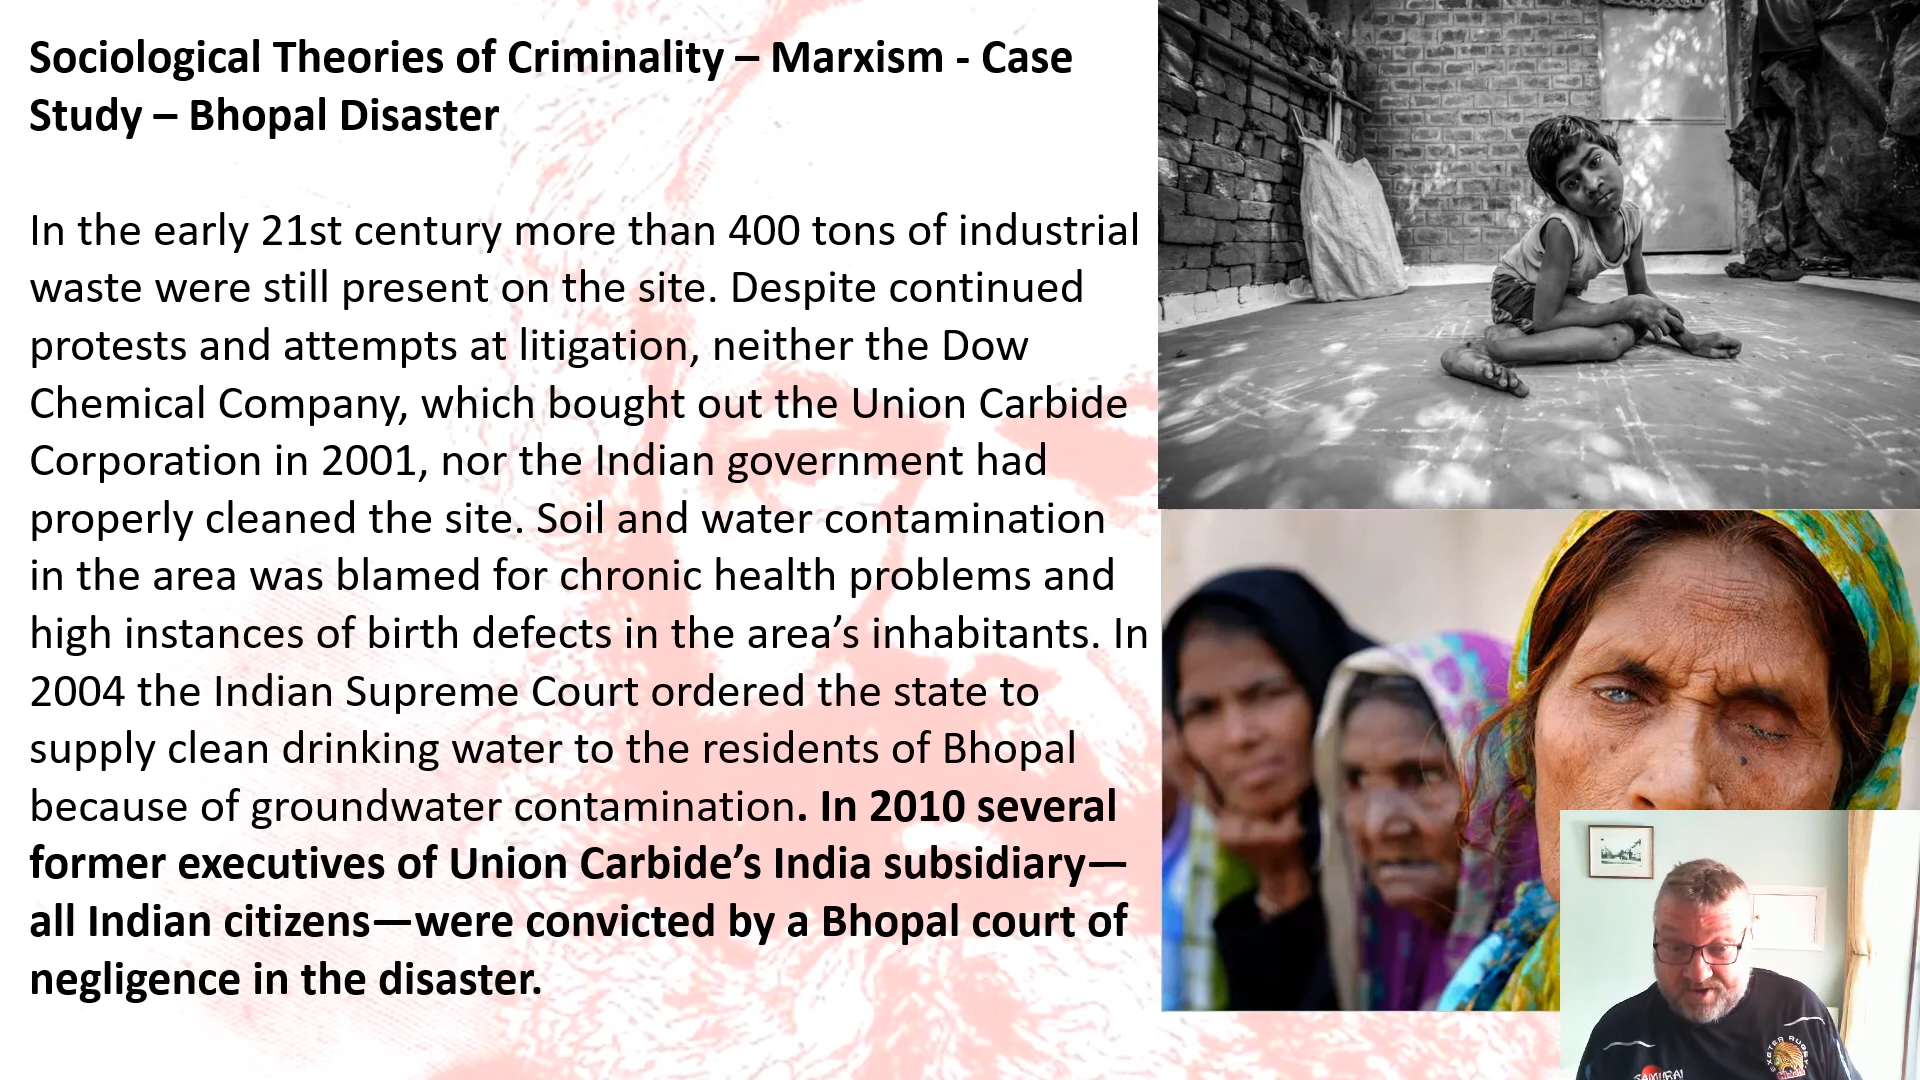 Sociological Theories of Criminality – Marxism - Case
Study – Bhopal Disaster
In the early 21st century more than 400 tons of industrial
waste were still present on the site. Despite continued
protests and attempts at litigation, neither the Dow
Chemical Company, which bought out the Union Carbide
Corporation in 2001, nor the Indian government had
properly cleaned the site. Soil and water contamination
in the area was blamed for chronic health problems and
high instances of birth defects in the area’s inhabitants. In
2004 the Indian Supreme Court ordered the state to
supply clean drinking water to the residents of Bhopal
because of groundwater contamination. In 2010 several
former executives of Union Carbide’s India subsidiary—
all Indian citizens—were convicted by a Bhopal court of
negligence in the disaster.
EXETER RUGBY
SAMURAI